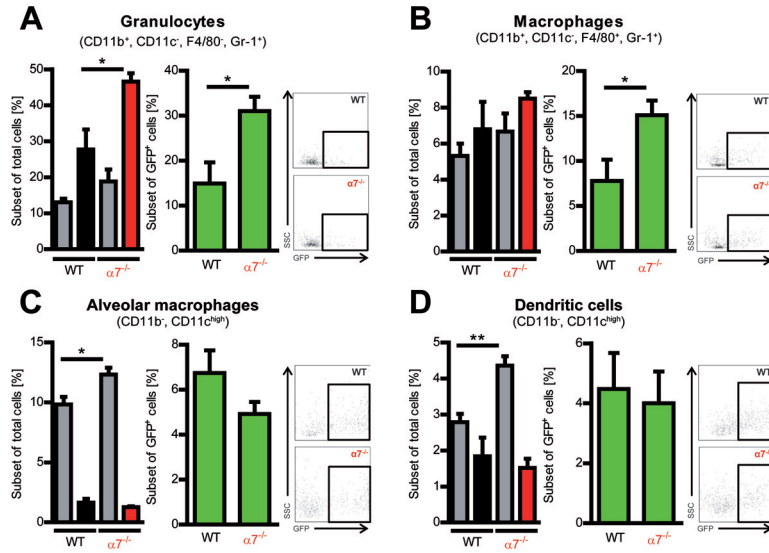 A
Granulocytes
(CD11b⁺, CD11c⁻, F4/80⁻, Gr-1⁺)
Subset of total cells [%]
50
40
30
20
10
0
*
WT
α7⁻/⁻
Subset of GFP⁺ cells [%]
40
30
20
10
0
*
WT
α7⁻/⁻
WT
α7⁻/⁻
SSC
GFP
B
Macrophages
(CD11b⁺, CD11c⁻, F4/80⁺, Gr-1⁺)
Subset of total cells [%]
10
8
6
4
2
0
WT
α7⁻/⁻
Subset of GFP⁺ cells [%]
20
15
10
5
0
*
WT
α7⁻/⁻
WT
α7⁻/⁻
SSC
GFP
C
Alveolar macrophages
(CD11b⁻, CD11cʰⁱᵍʰ)
Subset of total cells [%]
15
10
5
0
*
WT
α7⁻/⁻
Subset of GFP⁺ cells [%]
8
6
4
2
0
WT
α7⁻/⁻
WT
α7⁻/⁻
SSC
GFP
D
Dendritic cells
(CD11b⁻, CD11cʰⁱᵍʰ)
Subset of total cells [%]
5
4
3
2
1
0
**
WT
α7⁻/⁻
Subset of GFP⁺ cells [%]
6
4
2
0
WT
α7⁻/⁻
WT
α7⁻/⁻
SSC
GFP